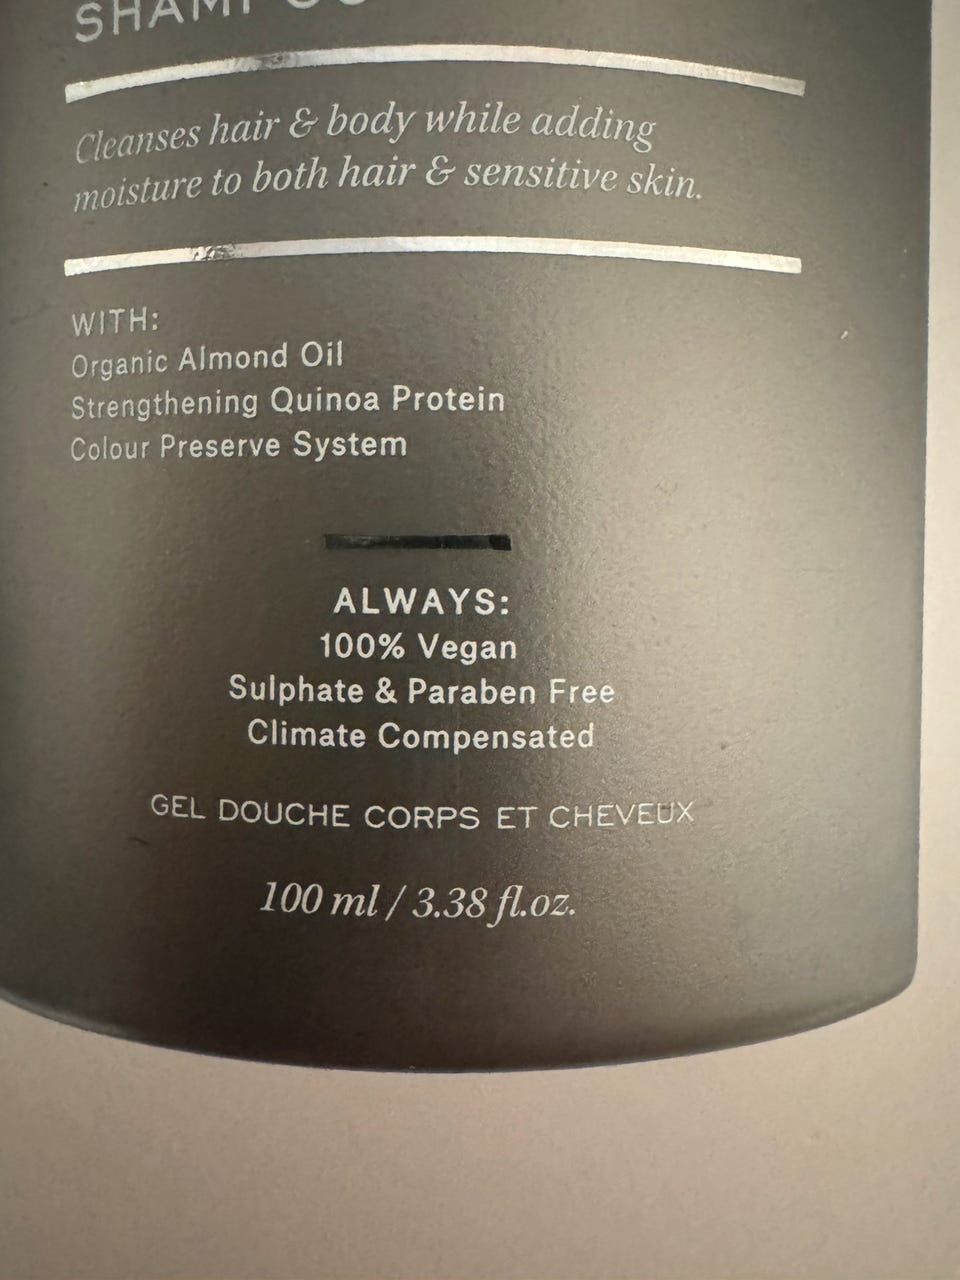 SHAMPOO
Cleanses hair & body while adding
moisture to both hair & sensitive skin.
WITH:
Organic Almond Oil
Strengthening Quinoa Protein
Colour Preserve System
ALWAYS:
100% Vegan
Sulphate & Paraben Free
Climate Compensated
GEL DOUCHE CORPS ET CHEVEUX
100 ml / 3.38 fl.oz.